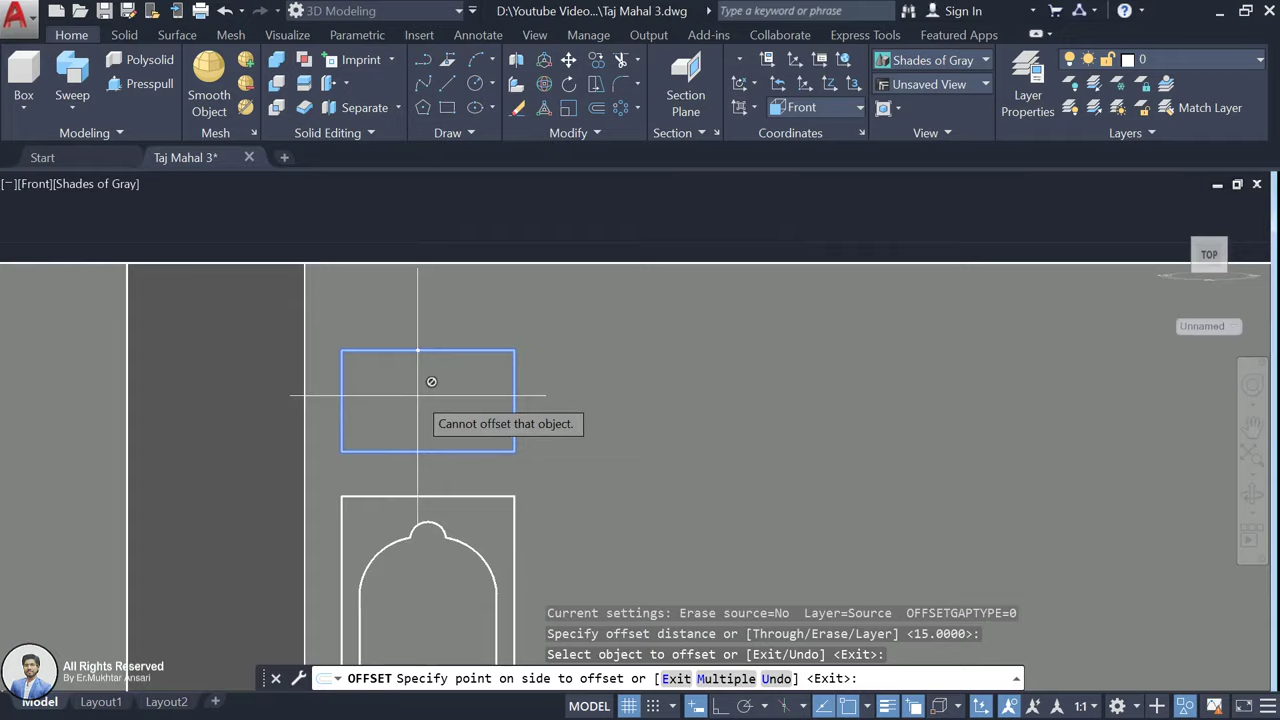 3D Modeling
D:\Youtube Video...\Taj Mahal 3.dwg
Type a keyword or phrase
Sign In
Home Solid Surface Mesh Visualize Parametric Insert Annotate View Manage Output Add-ins Collaborate Express Tools Featured Apps
Box
Sweep
Polysolid
Presspull
Smooth
Object
Imprint
Separate
Section
Plane
Front
Shades of Gray
Unsaved View
Layer
Properties
0
Match Layer
Modeling
Mesh
Solid Editing
Draw
Modify
Section
Coordinates
View
Layers
Start
Taj Mahal 3*
[−][Front][Shades of Gray]
TOP
Unnamed
Cannot offset that object.
Current settings: Erase source=No Layer=Source OFFSETGAPTYPE=0
Specify offset distance or [Through/Erase/Layer] <15.0000>:
Select object to offset or [Exit/Undo] <Exit>:
OFFSET Specify point on side to offset or [Exit Multiple Undo] <Exit>:
All Rights Reserved
By Er.Mukhtar Ansari
Model Layout1 Layout2
MODEL
1:1